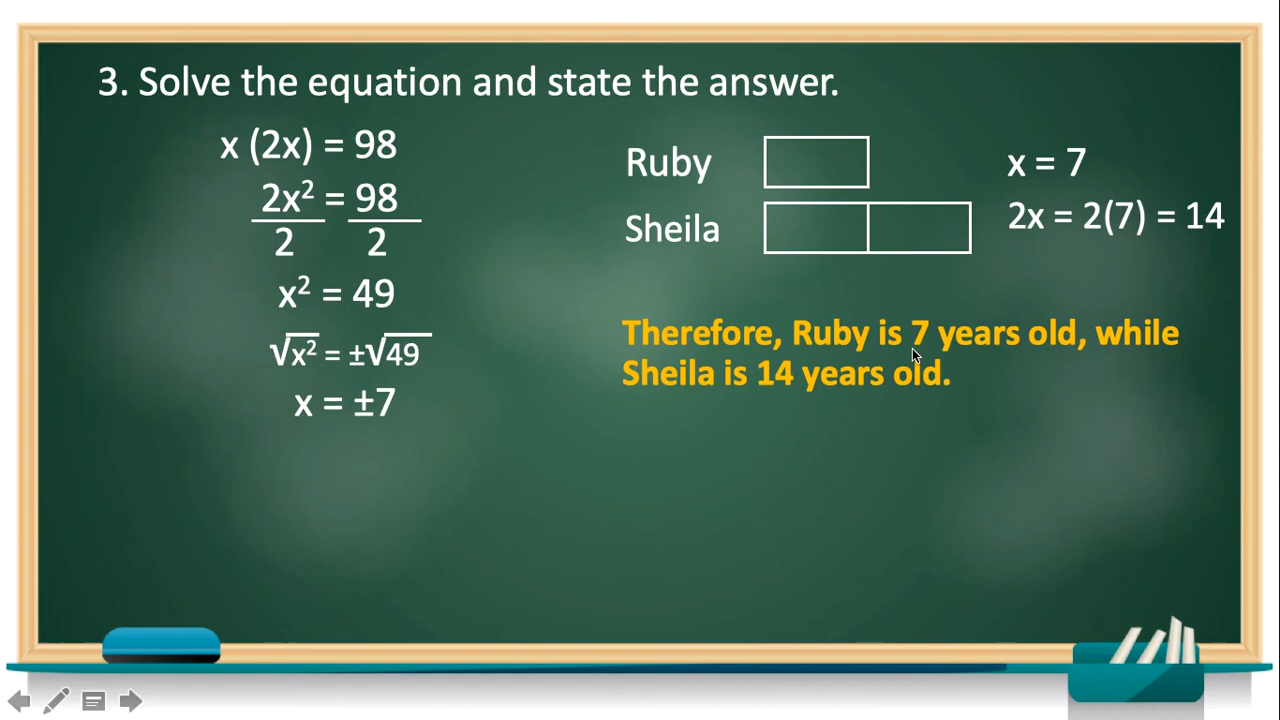 3. Solve the equation and state the answer.
x (2x) = 98
2x² = 98
2 2
x² = 49
√x² = ±√49
x = ±7
Ruby
Sheila
x = 7
2x = 2(7) = 14
Therefore, Ruby is 7 years old, while
Sheila is 14 years old.